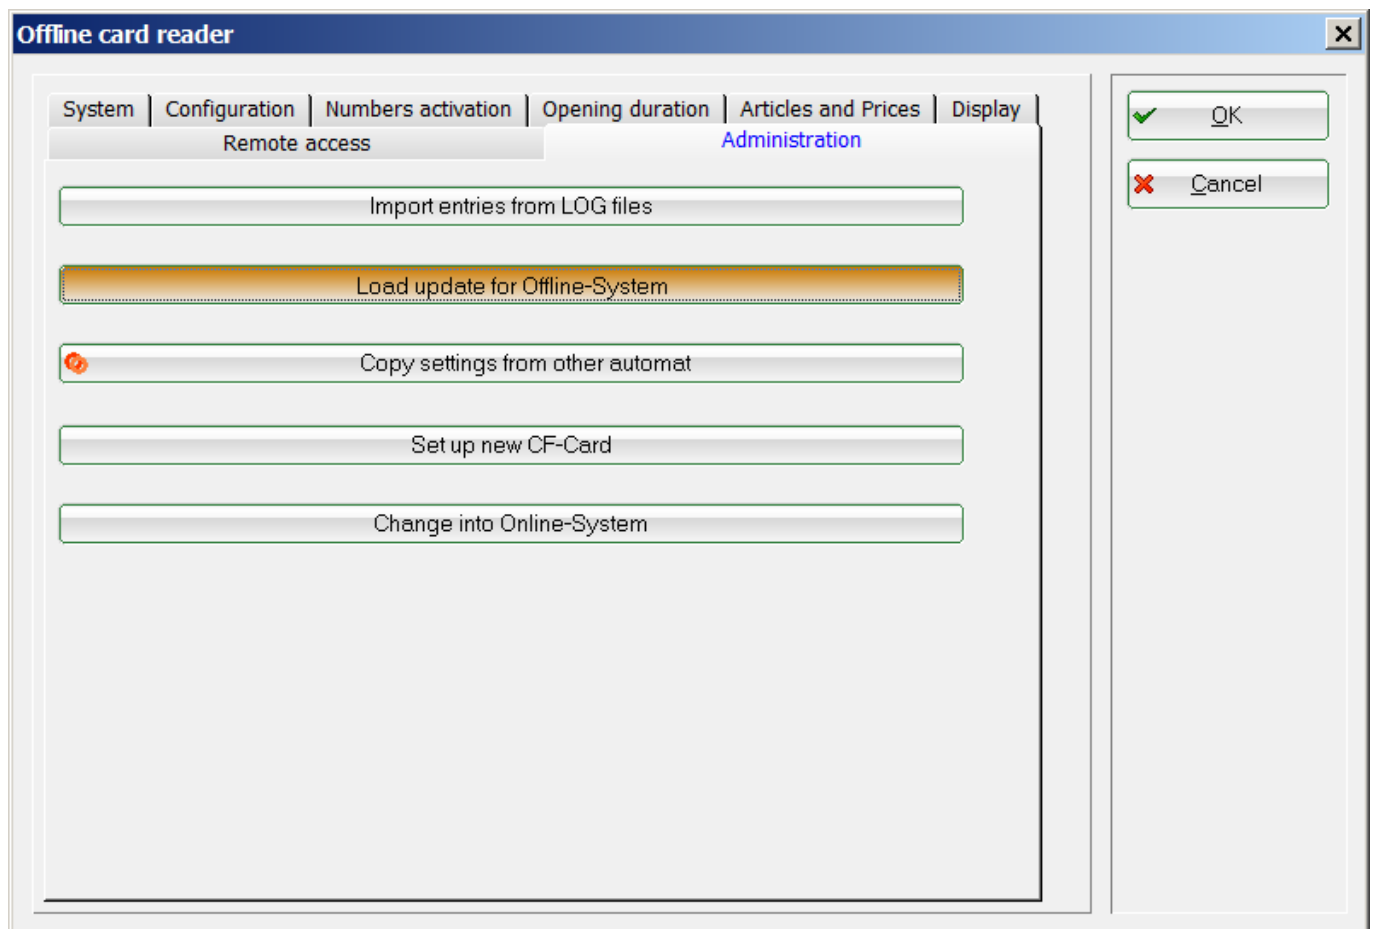 Offline card reader
System
Configuration
Numbers activation
Opening duration
Articles and Prices
Display
Remote access
Administration
Import entries from LOG files
Load update for Offline-System
Copy settings from other automat
Set up new CF-Card
Change into Online-System
OK
Cancel